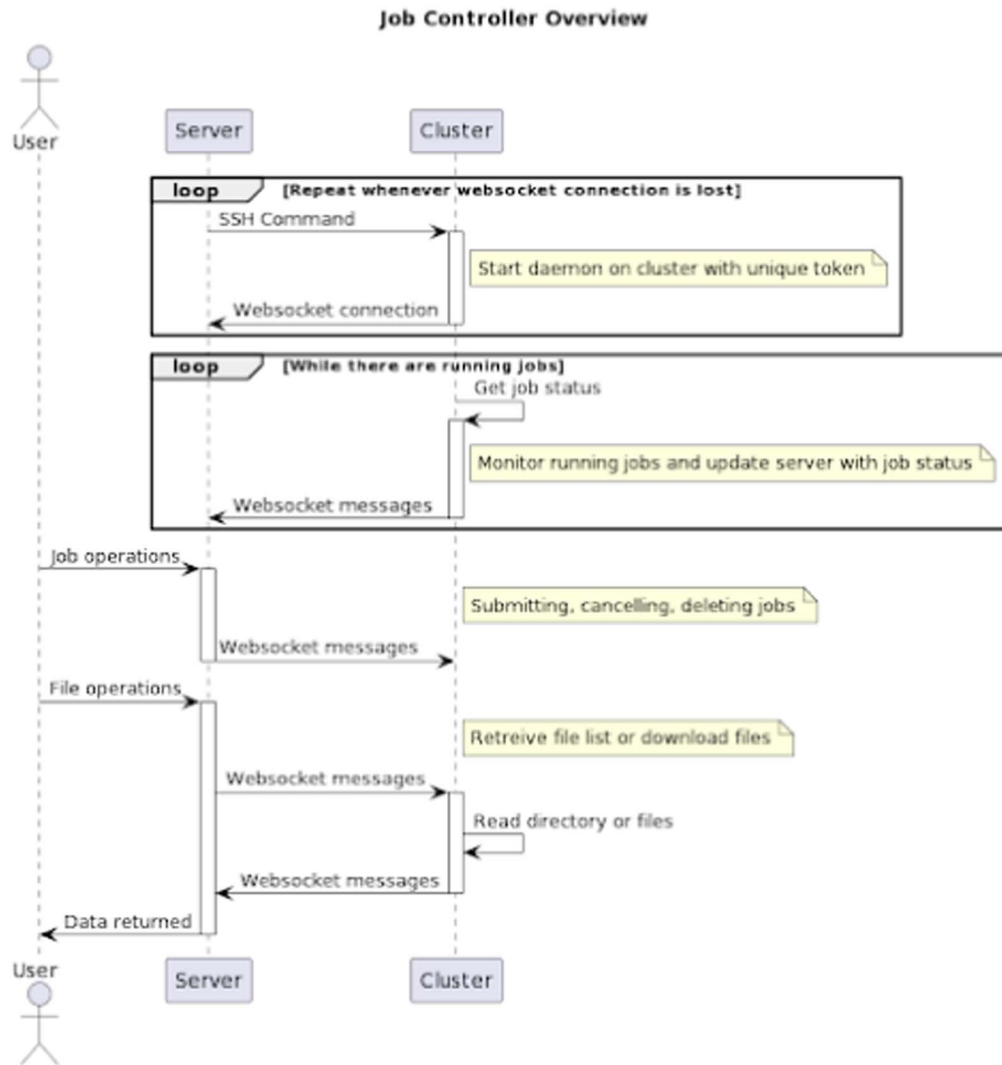 Job Controller Overview
User
Server
Cluster
loop
[Repeat whenever websocket connection is lost]
SSH Command
Start daemon on cluster with unique token
Websocket connection
loop
[While there are running jobs]
Get job status
Monitor running jobs and update server with job status
Websocket messages
Job operations
Submitting, cancelling, deleting jobs
Websocket messages
File operations
Retreive file list or download files
Websocket messages
Read directory or files
Websocket messages
Data returned
User
Server
Cluster